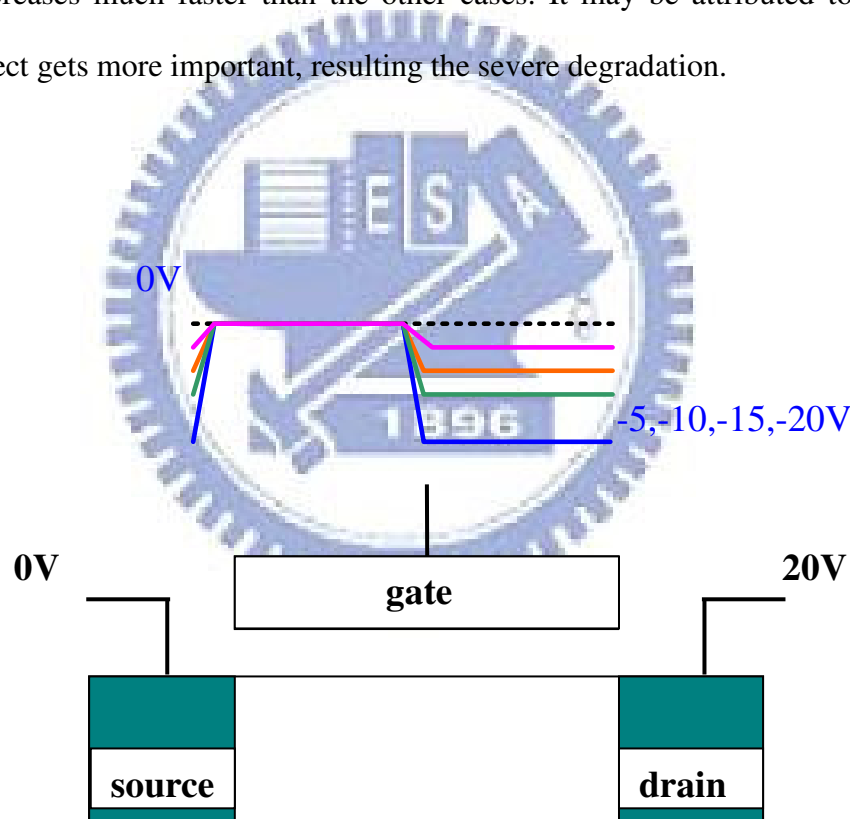 creases much faster than the other cases. It may be attributed to
ect gets more important, resulting the severe degradation.
E S A
0V
1896
-5,-10,-15,-20V
0V
20V
gate
source
drain